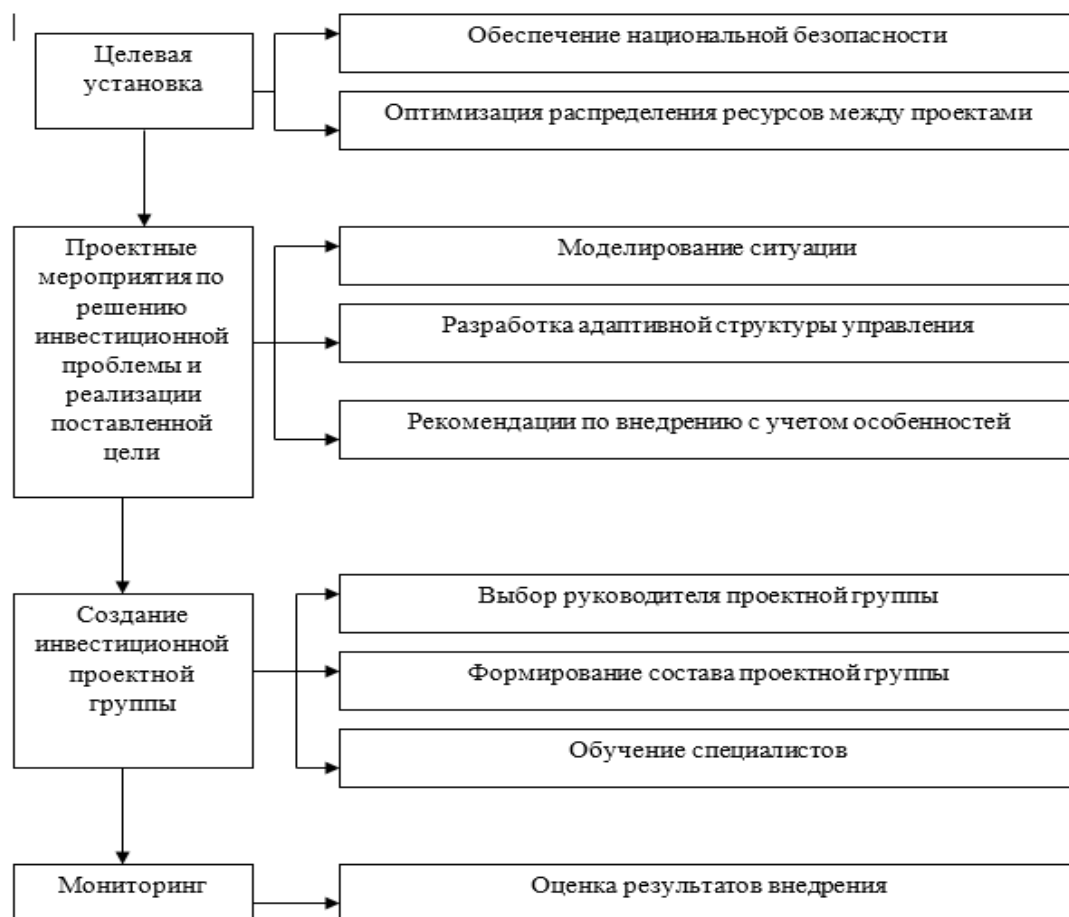 Целевая
установка
Обеспечение национальной безопасности
Оптимизация распределения ресурсов между проектами
Проектные
мероприятия по
решению
инвестиционной
проблемы и
реализации
поставленной
цели
Моделирование ситуации
Разработка адаптивной структуры управления
Рекомендации по внедрению с учетом особенностей
Создание
инвестиционной
проектной
группы
Выбор руководителя проектной группы
Формирование состава проектной группы
Обучение специалистов
Мониторинг
Оценка результатов внедрения